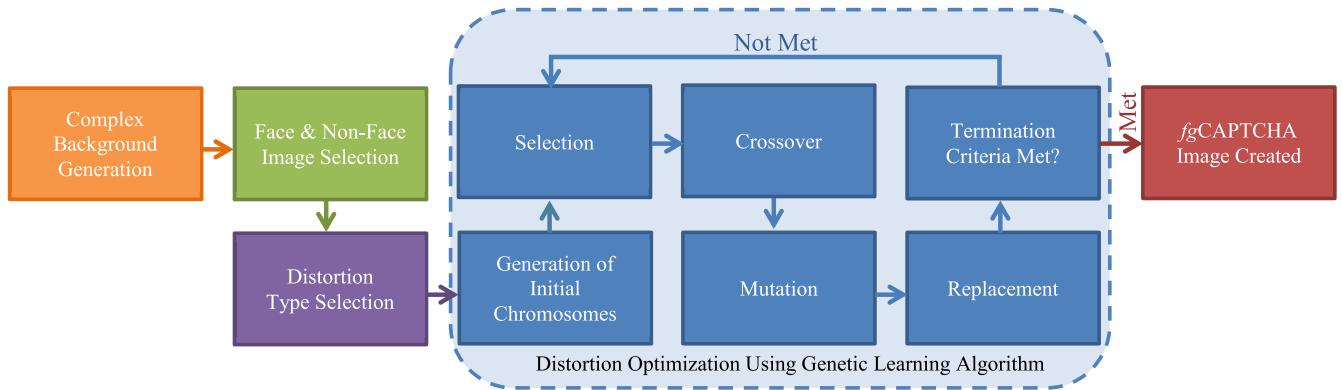 Complex
Background
Generation
Face & Non-Face
Image Selection
Distortion
Type Selection
Not Met
Selection
Crossover
Termination
Criteria Met?
Generation of
Initial
Chromosomes
Mutation
Replacement
Distortion Optimization Using Genetic Learning Algorithm
Met
fgCAPTCHA
Image Created